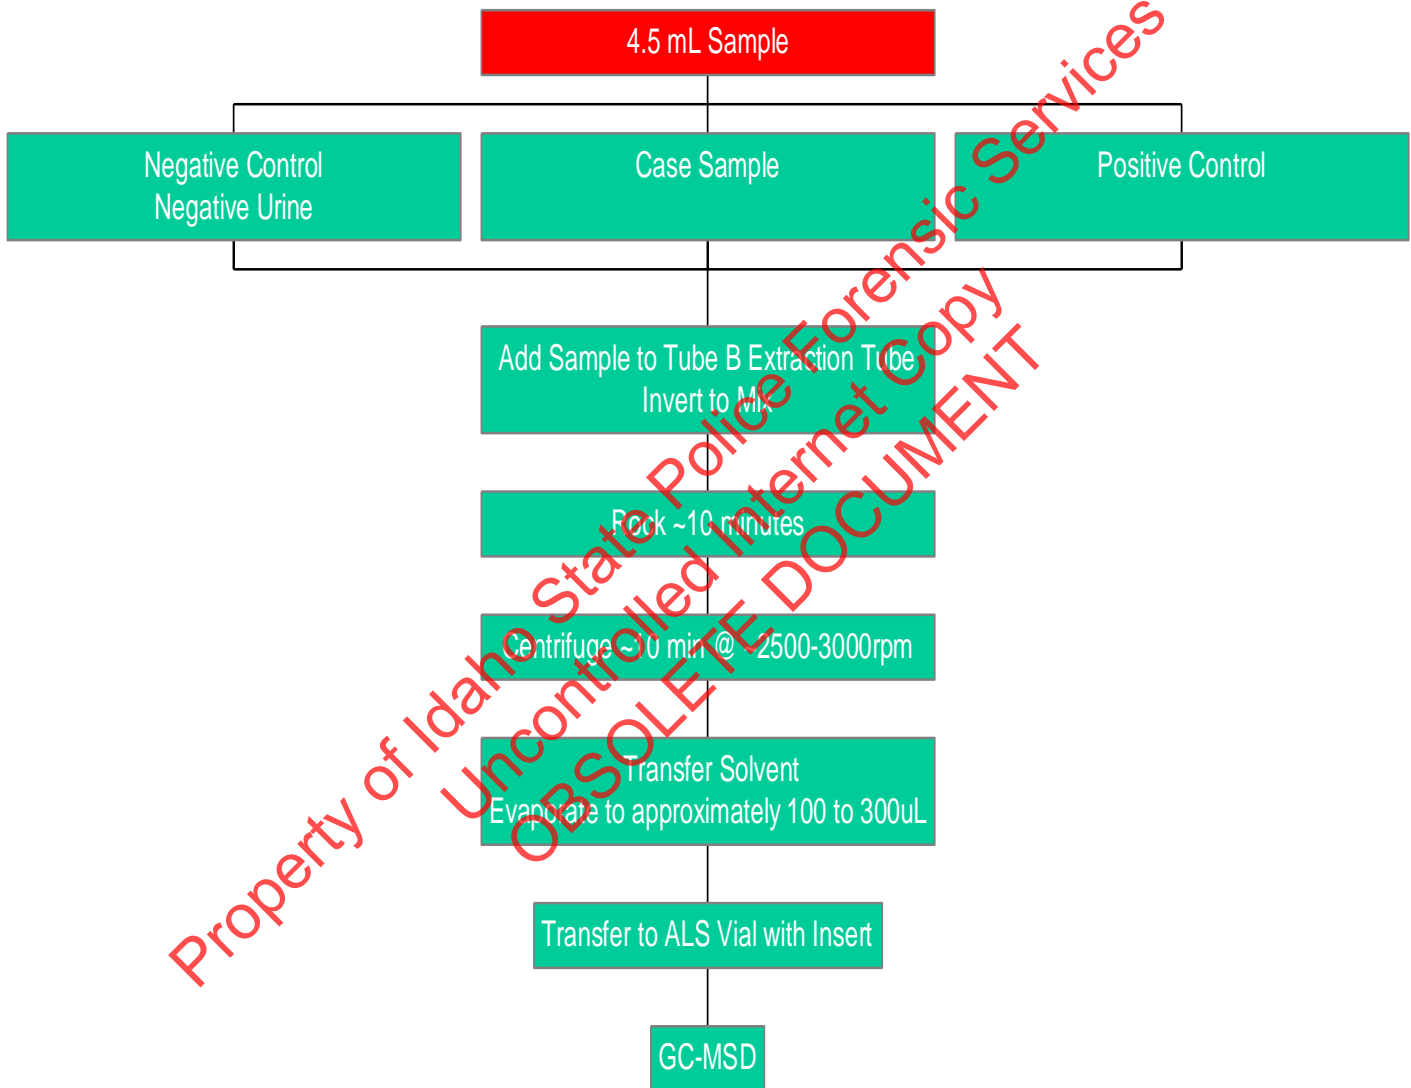 4.5 mL Sample
Negative Control
Negative Urine
Case Sample
Positive Control
Add Sample to Tube B Extraction Tube
Invert to Mix
Rock ~10 minutes
Centrifuge ~10 min @ ~2500-3000rpm
Transfer Solvent
Evaporate to approximately 100 to 300uL
Transfer to ALS Vial with Insert
GC-MSD
Property of Idaho State Police Forensic Services
Uncontrolled Internet Copy
OBSOLETE DOCUMENT